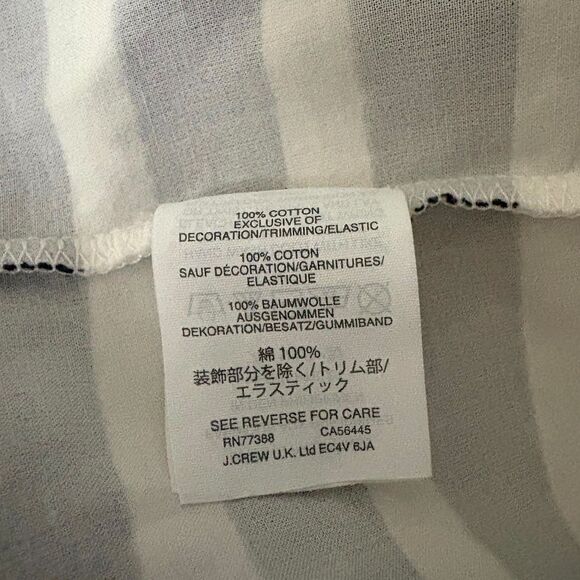 100% COTTON
EXCLUSIVE OF
DECORATION/TRIMMING/ELASTIC
100% COTON
SAUF DÉCORATION/GARNITURES/
ELASTIQUE
100% BAUMWOLLE
AUSGENOMMEN
DEKORATION/BESATZ/GUMMIBAND
綿 100%
装飾部分を除く/トリム部/
エラスティック
SEE REVERSE FOR CARE
RN77388 CA56445
J.CREW U.K. Ltd EC4V 6JA